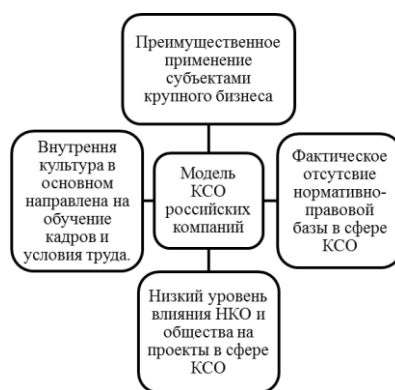 Преимущественное
применение
субъектами
крупного бизнеса
Внутрення
культура в
основном
направлена на
обучение
кадров и
условия труда.
Модель
КСО
российских
компаний
Фактическое
отсутсвие
нормативно-
правовой
базы в сфере
КСО
Низкий уровень
влияния НКО и
общества на
проекты в сфере
КСО